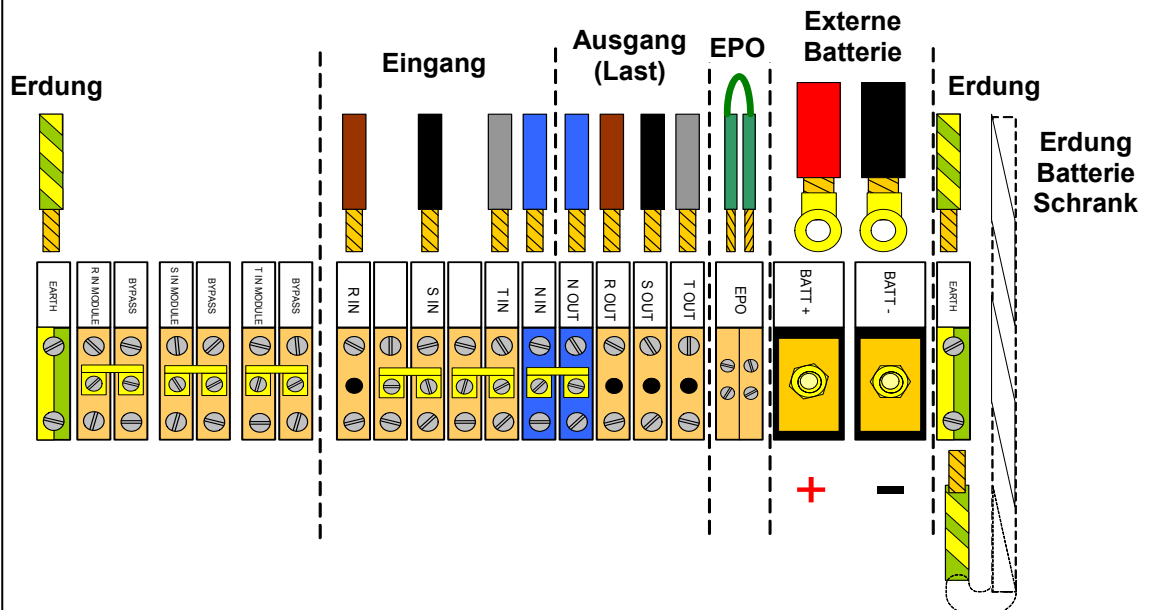 Erdung
Eingang
Ausgang
(Last)
EPO
Externe
Batterie
Erdung
Erdung
Batterie
Schrank
EARTH
R IN MODULE
BYPASS
S IN MODULE
BYPASS
T IN MODULE
BYPASS
R IN
S IN
T IN
N IN
N OUT
R OUT
S OUT
T OUT
EPO
BATT +
BATT -
EARTH
+
-